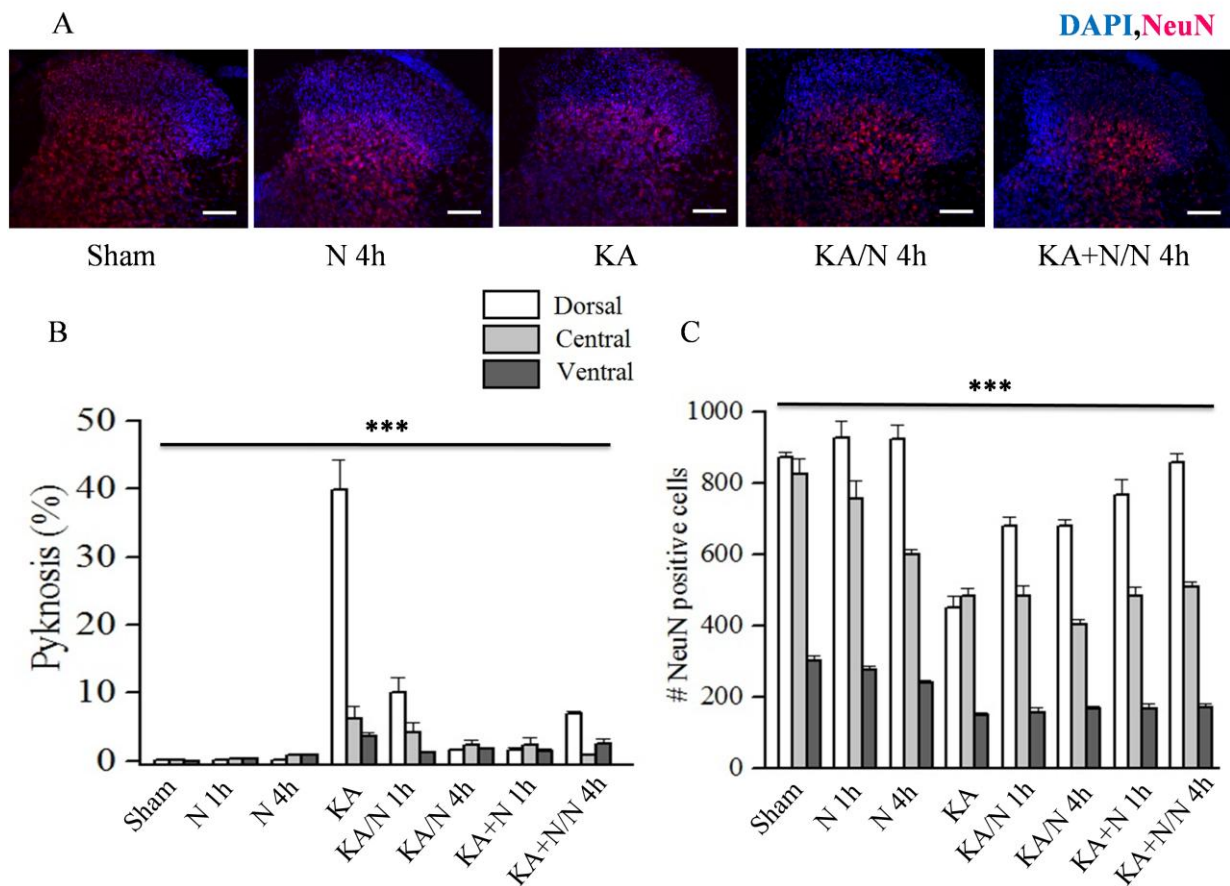 A
DAPI,NeuN
Sham
N 4h
KA
KA/N 4h
KA+N/N 4h
Dorsal
Central
Ventral
B
***
Pyknosis (%)
50
40
30
20
10
0
Sham
N 1h
N 4h
KA
KA/N 1h
KA/N 4h
KA+N 1h
KA+N/N 4h
C
***
# NeuN positive cells
1000
800
600
400
200
0
Sham
N 1h
N 4h
KA
KA/N 1h
KA/N 4h
KA+N 1h
KA+N/N 4h